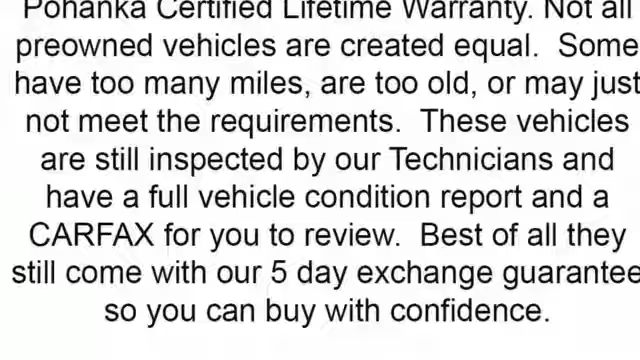 Pohanka Certified Lifetime Warranty. Not all
preowned vehicles are created equal.  Some
have too many miles, are too old, or may just
not meet the requirements.  These vehicles
are still inspected by our Technicians and
have a full vehicle condition report and a
CARFAX for you to review.  Best of all they
still come with our 5 day exchange guarantee
so you can buy with confidence.